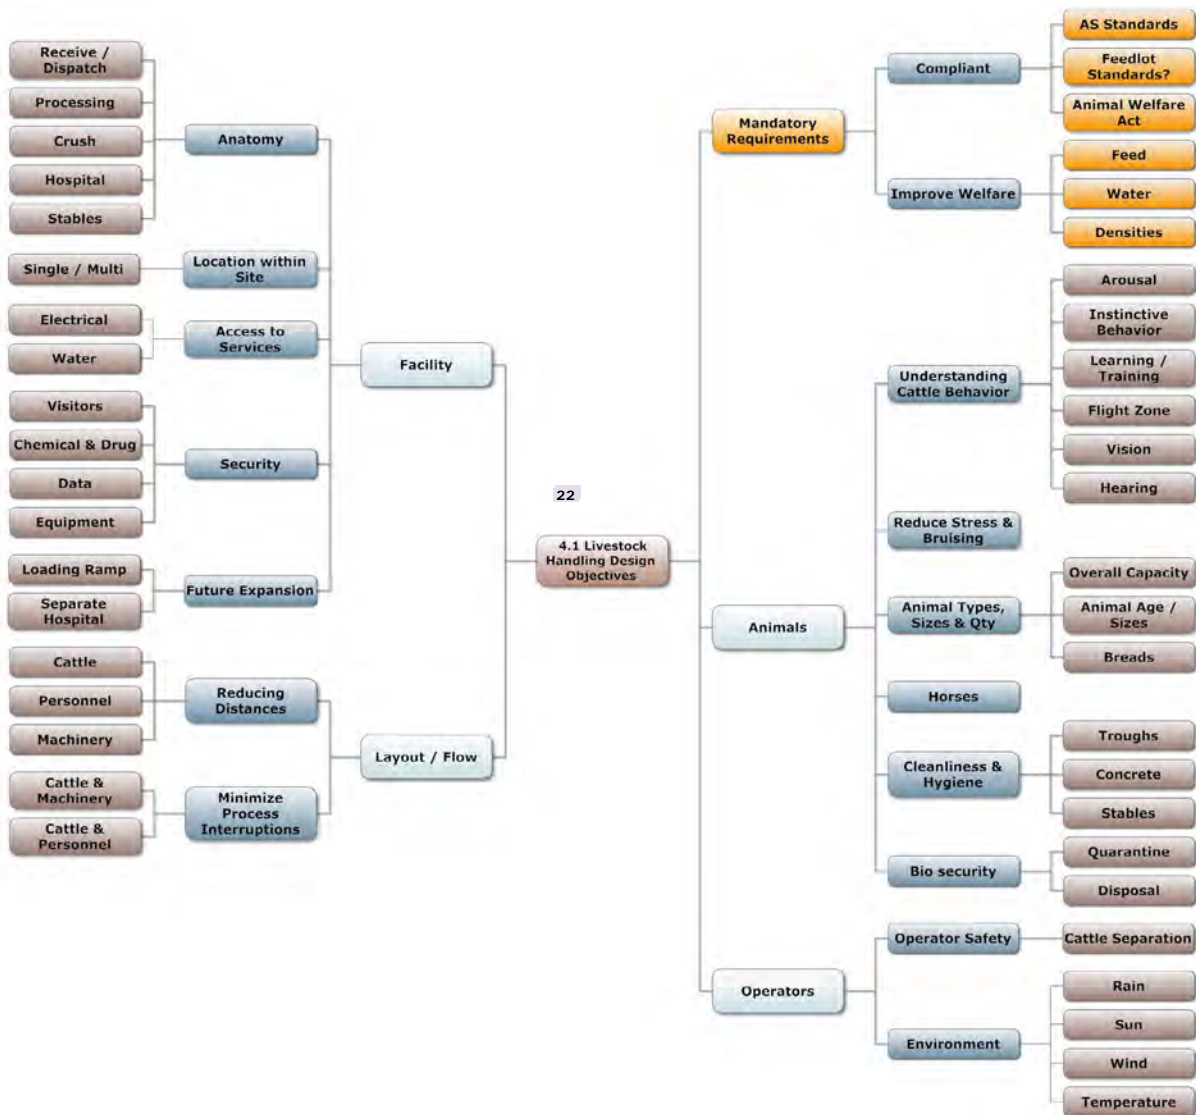 Receive /
Dispatch
Processing
Crush
Hospital
Stables
Anatomy
Single / Multi
Location within
Site
Electrical
Water
Access to
Services
Visitors
Chemical & Drug
Data
Equipment
Security
Loading Ramp
Separate
Hospital
Future Expansion
Facility
Cattle
Personnel
Machinery
Reducing
Distances
Cattle &
Machinery
Cattle &
Personnel
Minimize
Process
Interruptions
Layout / Flow
22
4.1 Livestock
Handling Design
Objectives
Mandatory
Requirements
Compliant
AS Standards
Feedlot
Standards?
Animal Welfare
Act
Improve Welfare
Feed
Water
Densities
Animals
Understanding
Cattle Behavior
Arousal
Instinctive
Behavior
Learning /
Training
Flight Zone
Vision
Hearing
Reduce Stress &
Bruising
Animal Types,
Sizes & Qty
Overall Capacity
Animal Age /
Sizes
Breads
Horses
Cleanliness &
Hygiene
Troughs
Concrete
Stables
Bio security
Quarantine
Disposal
Operators
Operator Safety
Cattle Separation
Environment
Rain
Sun
Wind
Temperature